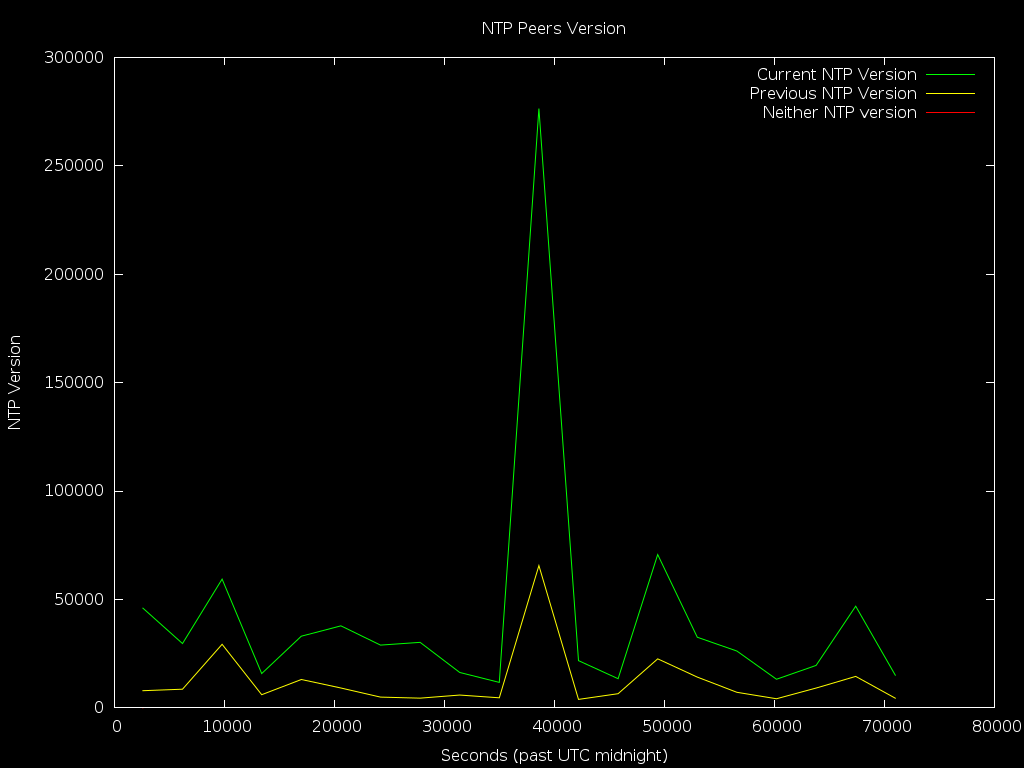 NTP Peers Version
Current NTP Version
Previous NTP Version
Neither NTP version
300000
250000
200000
150000
100000
50000
0
NTP Version
0 10000 20000 30000 40000 50000 60000 70000 80000
Seconds (past UTC midnight)